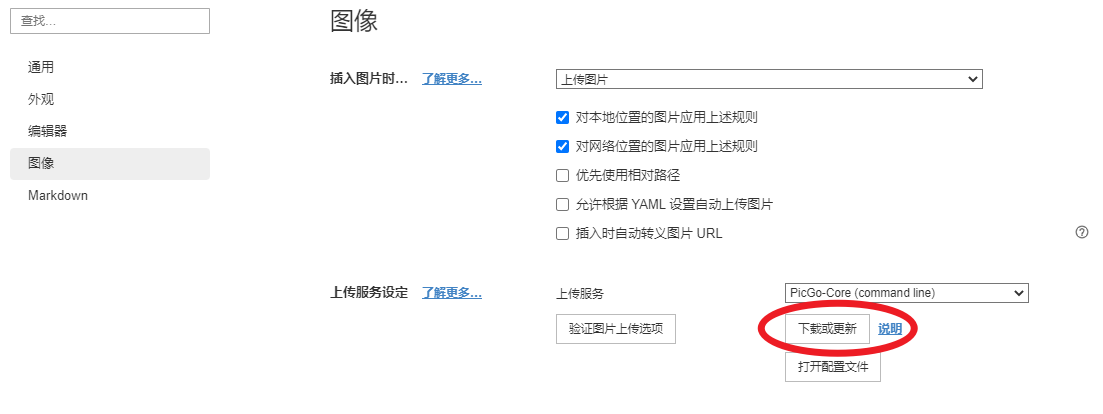 查找...
通用
外观
编辑器
图像
Markdown
图像
插入图片时... 了解更多... 上传图片
对本地位置的图片应用上述规则
对网络位置的图片应用上述规则
优先使用相对路径
允许根据 YAML 设置自动上传图片
插入时自动转义图片 URL
上传服务设定 了解更多... 上传服务 PicGo-Core (command line)
验证图片上传选项 下载或更新 说明
打开配置文件